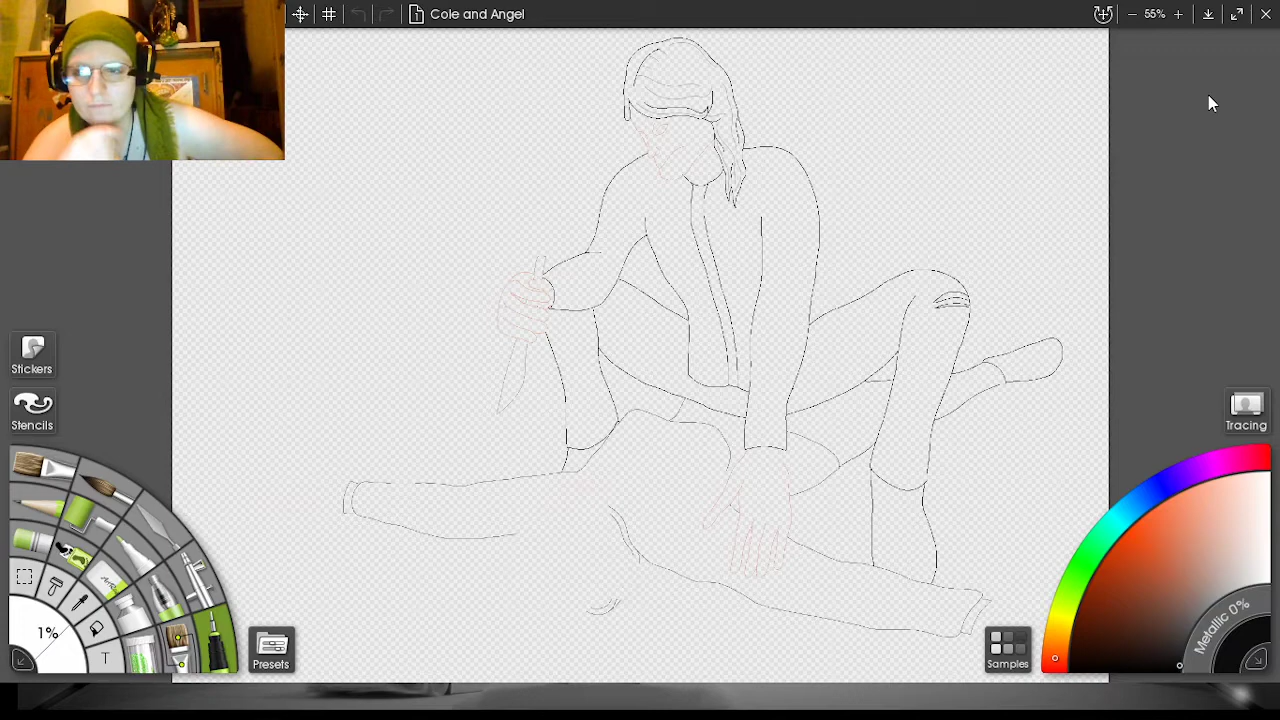 Cole and Angel
55%
Stickers
Stencils
Tracing
1%
T
Metallic 0%
Presets
Samples